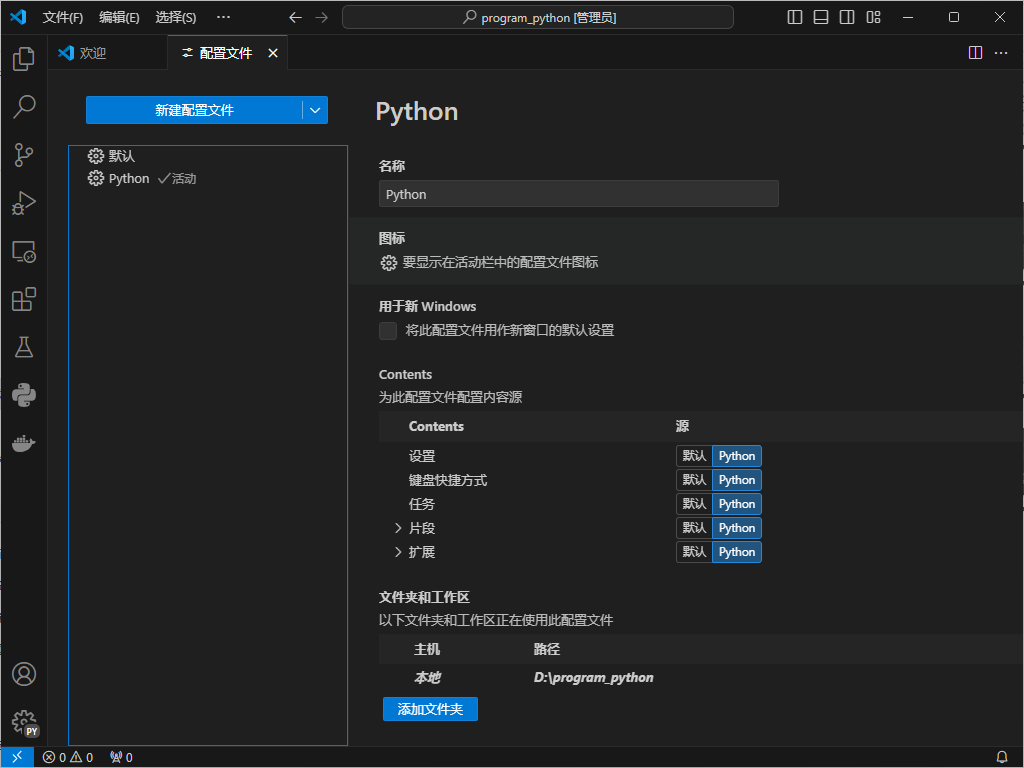 文件(F) 编辑(E) 选择(S) ··· program_python [管理员]
欢迎 配置文件
新建配置文件
默认
Python 活动
Python
名称
Python
图标
要显示在活动栏中的配置文件图标
用于新 Windows
将此配置文件用作新窗口的默认设置
Contents
为此配置文件配置内容源
Contents 源
设置 默认 Python
键盘快捷方式 默认 Python
任务 默认 Python
片段 默认 Python
扩展 默认 Python
文件夹和工作区
以下文件夹和工作区正在使用此配置文件
主机 路径
本地 D:\program_python
添加文件夹
PY
0 0 0